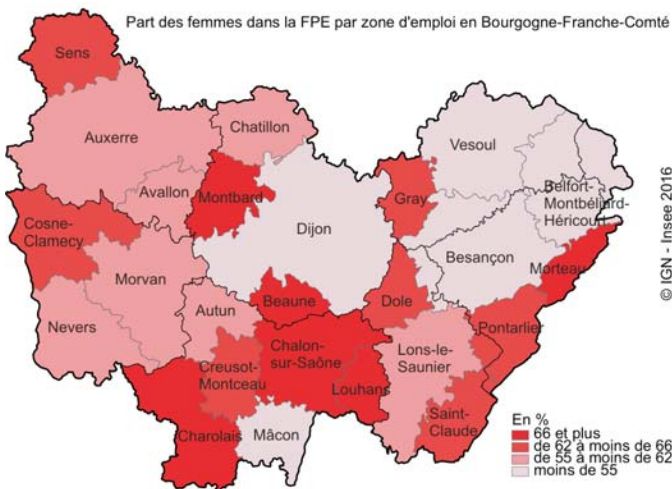 Part des femmes dans la FPE par zone d'emploi en Bourgogne-Franche-Comté
Sens
Auxerre
Chatillon
Vesoul
Avallon
Montbard
Gray
Belfort-
Montbéliard-
Héricourt
Cosne-
Clamecy
Dijon
Besançon
Morteau
Morvan
Beaune
Dole
Nevers
Autun
Pontarlier
Chalon-
sur-Saône
Lons-le-
Saunier
Creusot-
Montceau
Louhans
Saint-
Claude
Charolais
Mâcon
En %
66 et plus
de 62 à moins de 66
de 55 à moins de 62
moins de 55
© IGN - Insee 2016